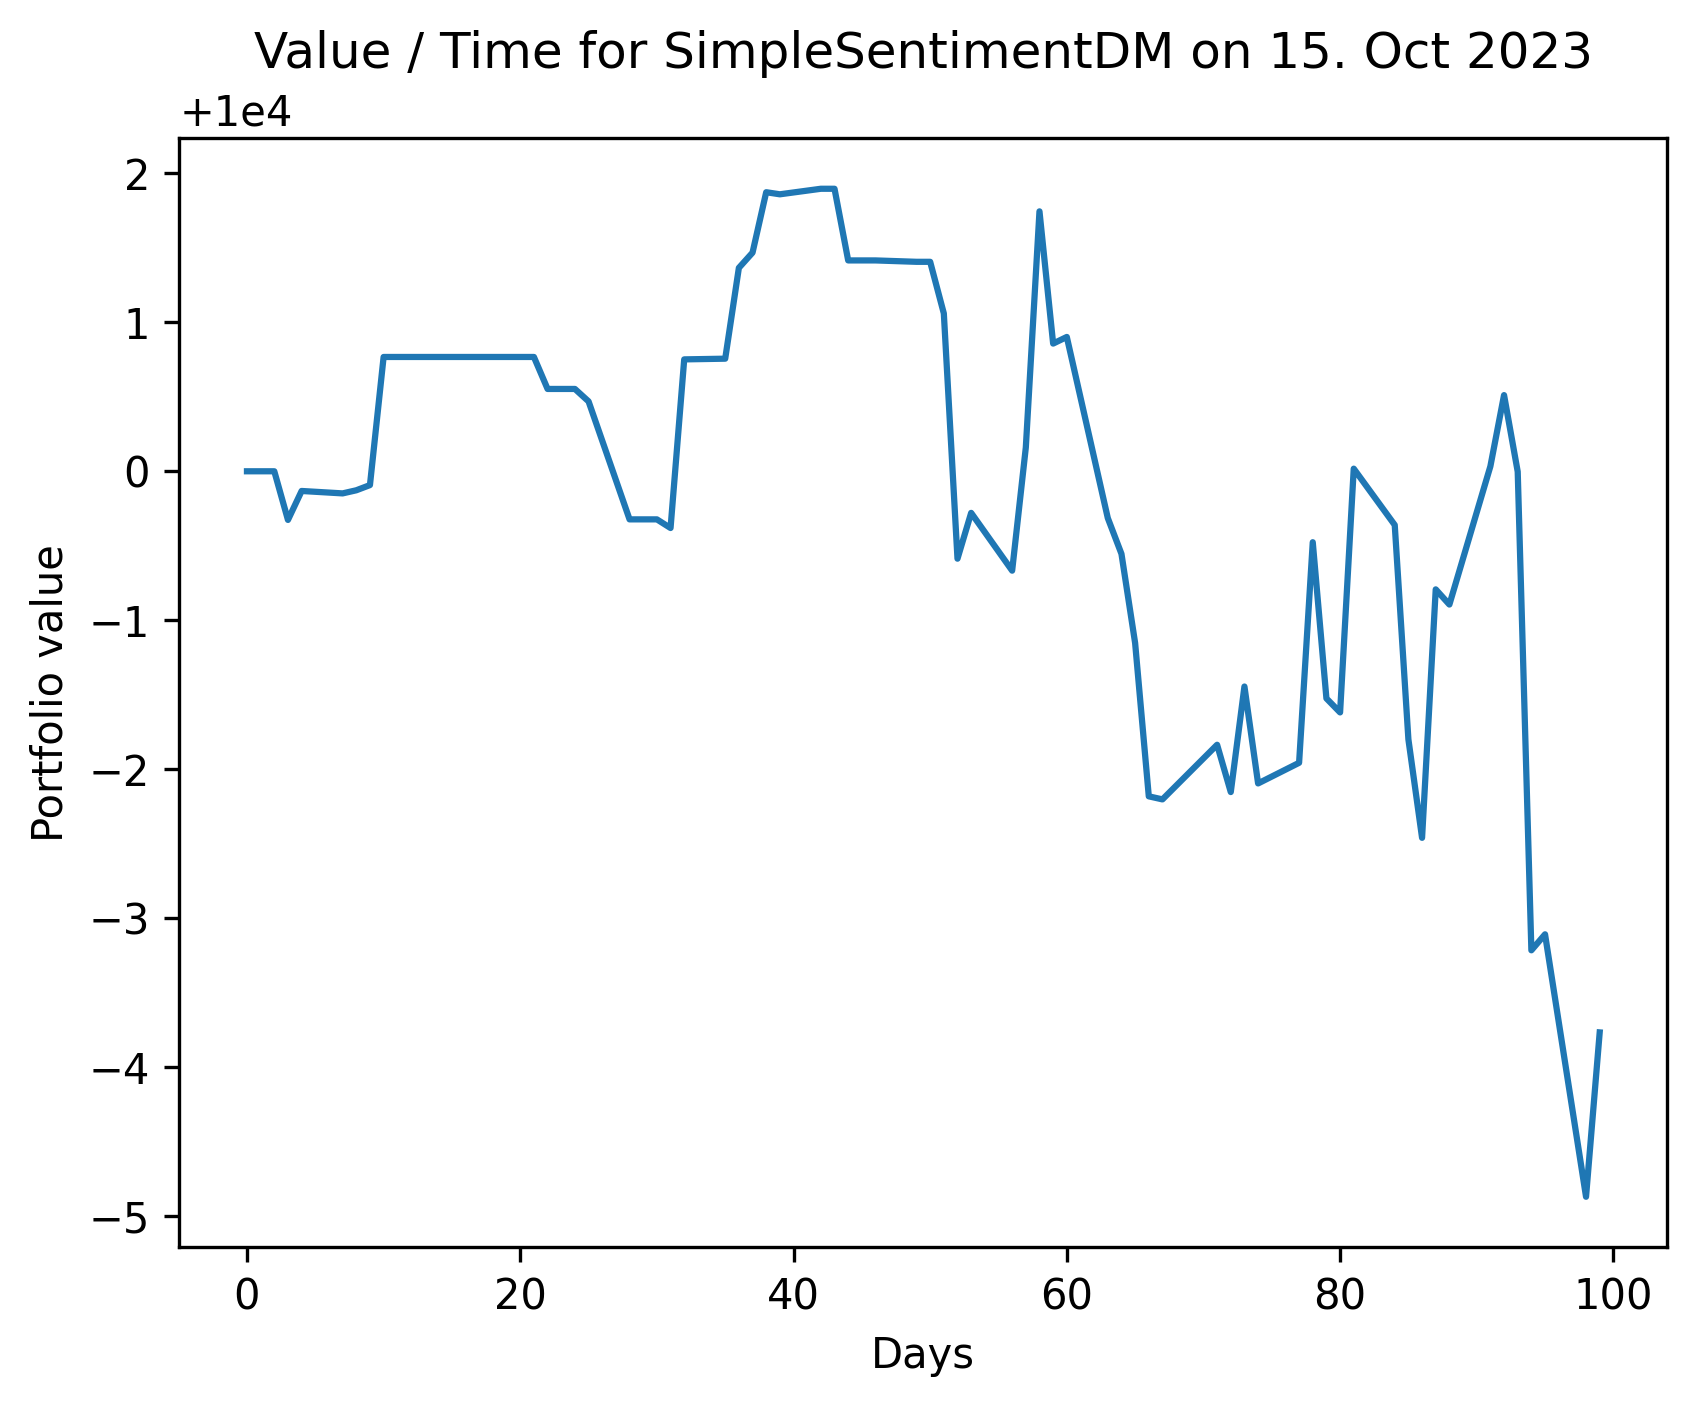 Value / Time for SimpleSentimentDM on 15. Oct 2023
+1e4
2
1
0
−1
−2
−3
−4
−5
Portfolio value
0 20 40 60 80 100
Days